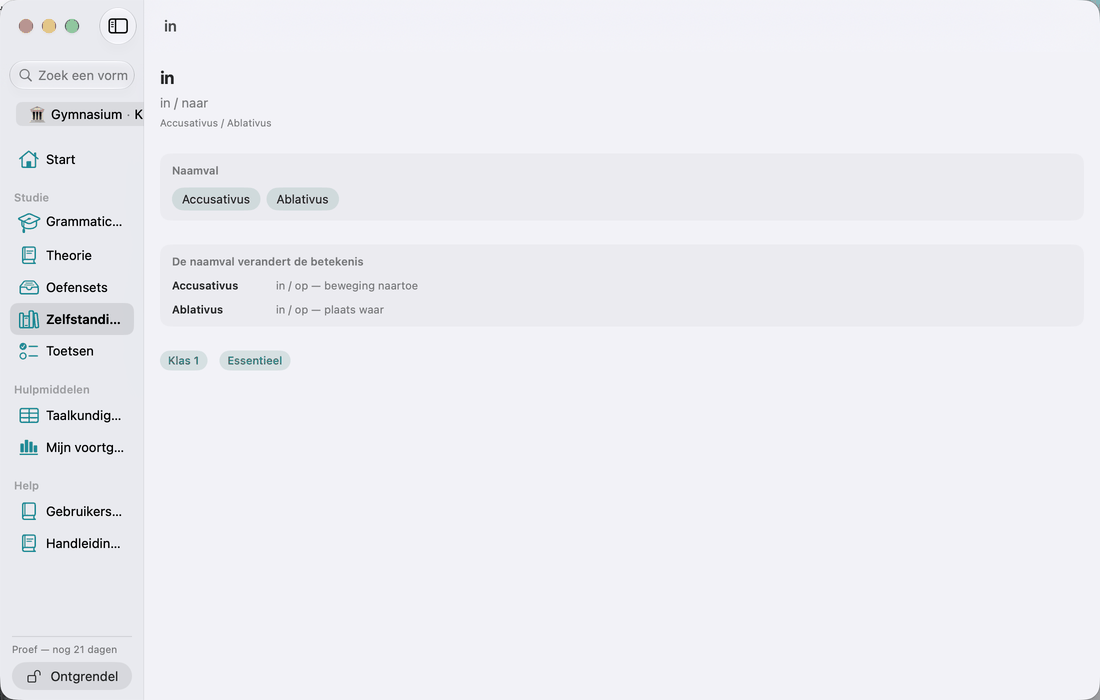 in
Zoek een vorm
Gymnasium · K
Start
Studie
Grammatic...
Theorie
Oefensets
Zelfstandi...
Toetsen
Hulpmiddelen
Taalkundig...
Mijn voortg...
Help
Gebruikers...
Handleidin...
Proef — nog 21 dagen
Ontgrendel
in
in / naar
Accusativus / Ablativus
Naamval
Accusativus Ablativus
De naamval verandert de betekenis
Accusativus in / op — beweging naartoe
Ablativus in / op — plaats waar
Klas 1 Essentieel